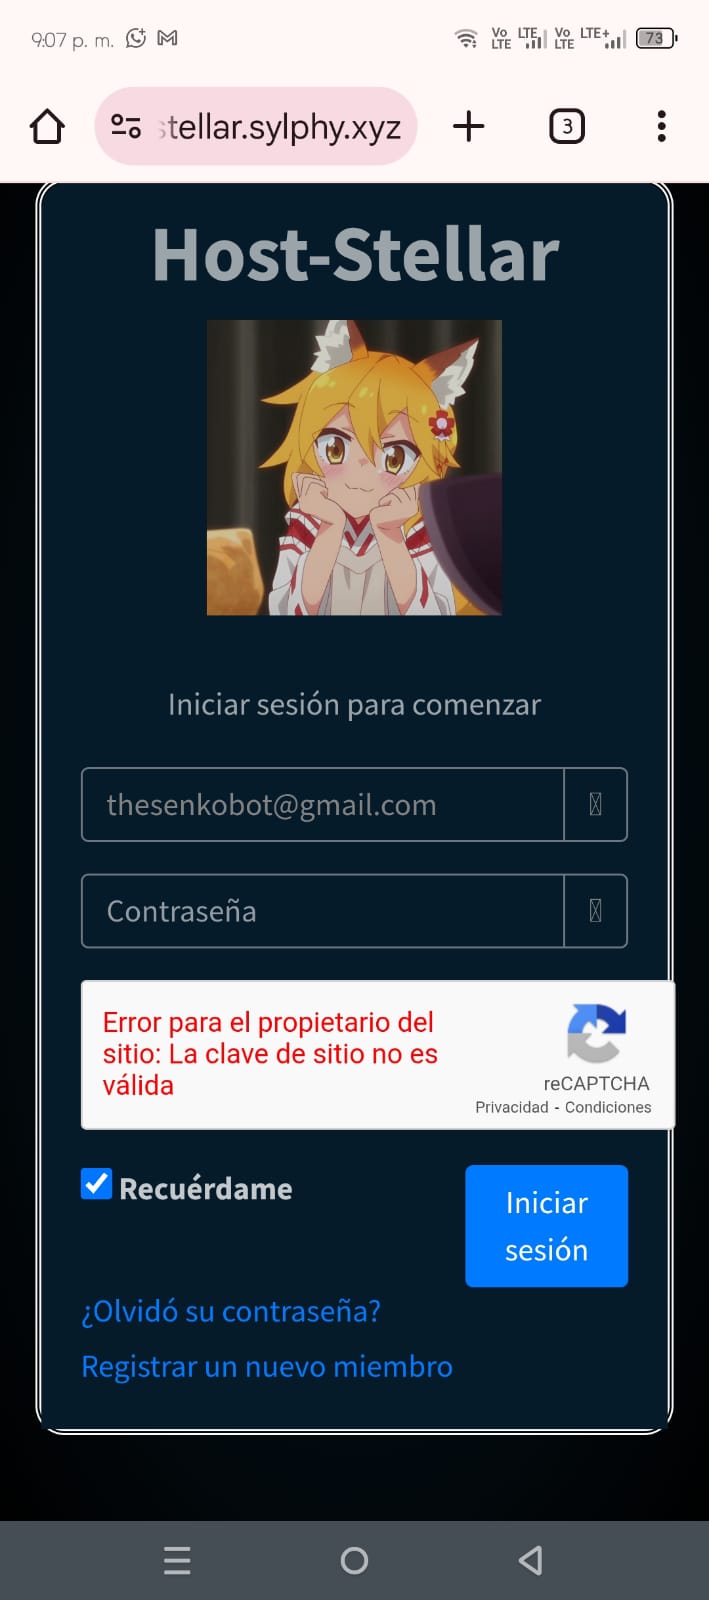 9:07 p. m.
Vo LTE LTE Vo LTE LTE+ 73
stellar.sylphy.xyz
3
Host-Stellar
Iniciar sesión para comenzar
thesenkobot@gmail.com
Contraseña
Error para el propietario del
sitio: La clave de sitio no es
válida
reCAPTCHA
Privacidad - Condiciones
Recuérdame
Iniciar
sesión
¿Olvidó su contraseña?
Registrar un nuevo miembro